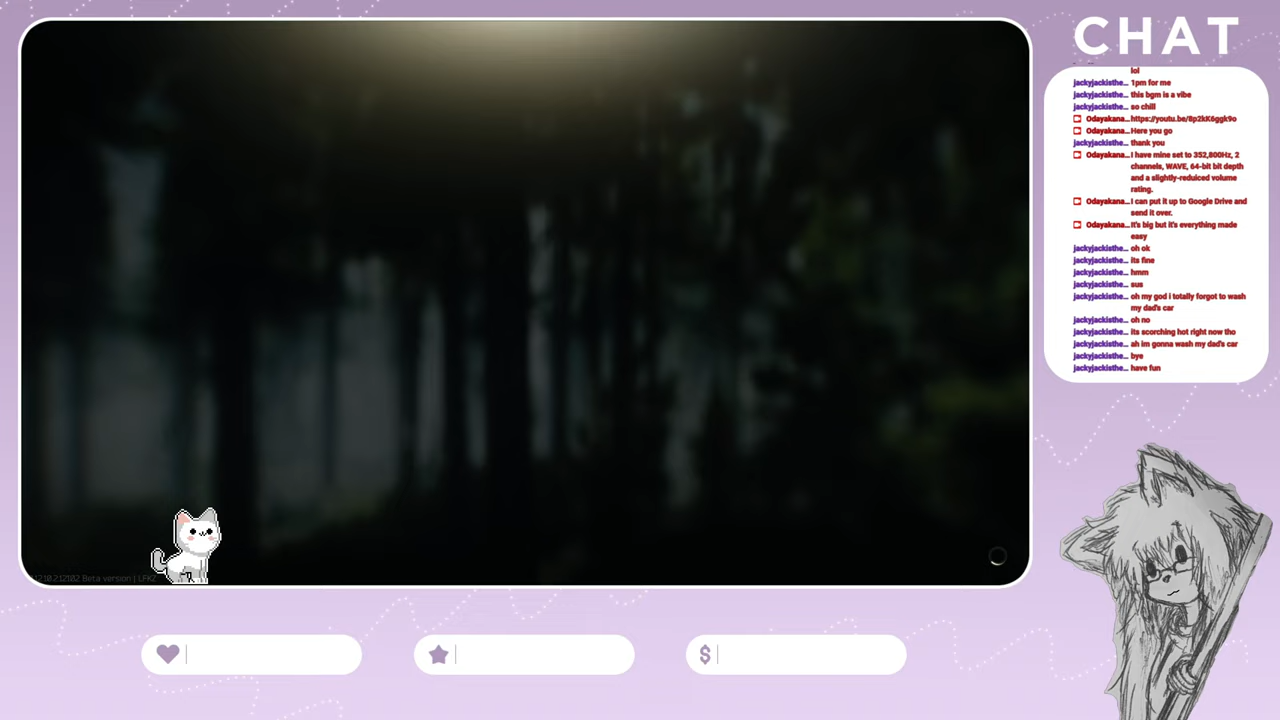 CHAT
lol
jackyjackisthe... 1pm for me
jackyjackisthe... this bgm is a vibe
jackyjackisthe... so chill
Odayakana... https://youtu.be/8p2kK6ggk9o
Odayakana... Here you go
jackyjackisthe... thank you
Odayakana... I have mine set to 352,800Hz, 2
channels, WAVE, 64-bit bit depth
and a slightly-reduiced volume
rating.
Odayakana... I can put it up to Google Drive and
send it over.
Odayakana... It's big but it's everything made
easy
jackyjackisthe... oh ok
jackyjackisthe... its fine
jackyjackisthe... hmm
jackyjackisthe... sus
jackyjackisthe... oh my god i totally forgot to wash
my dad's car
jackyjackisthe... oh no
jackyjackisthe... its scorching hot right now tho
jackyjackisthe... ah im gonna wash my dad's car
jackyjackisthe... bye
jackyjackisthe... have fun
Beta version |
$